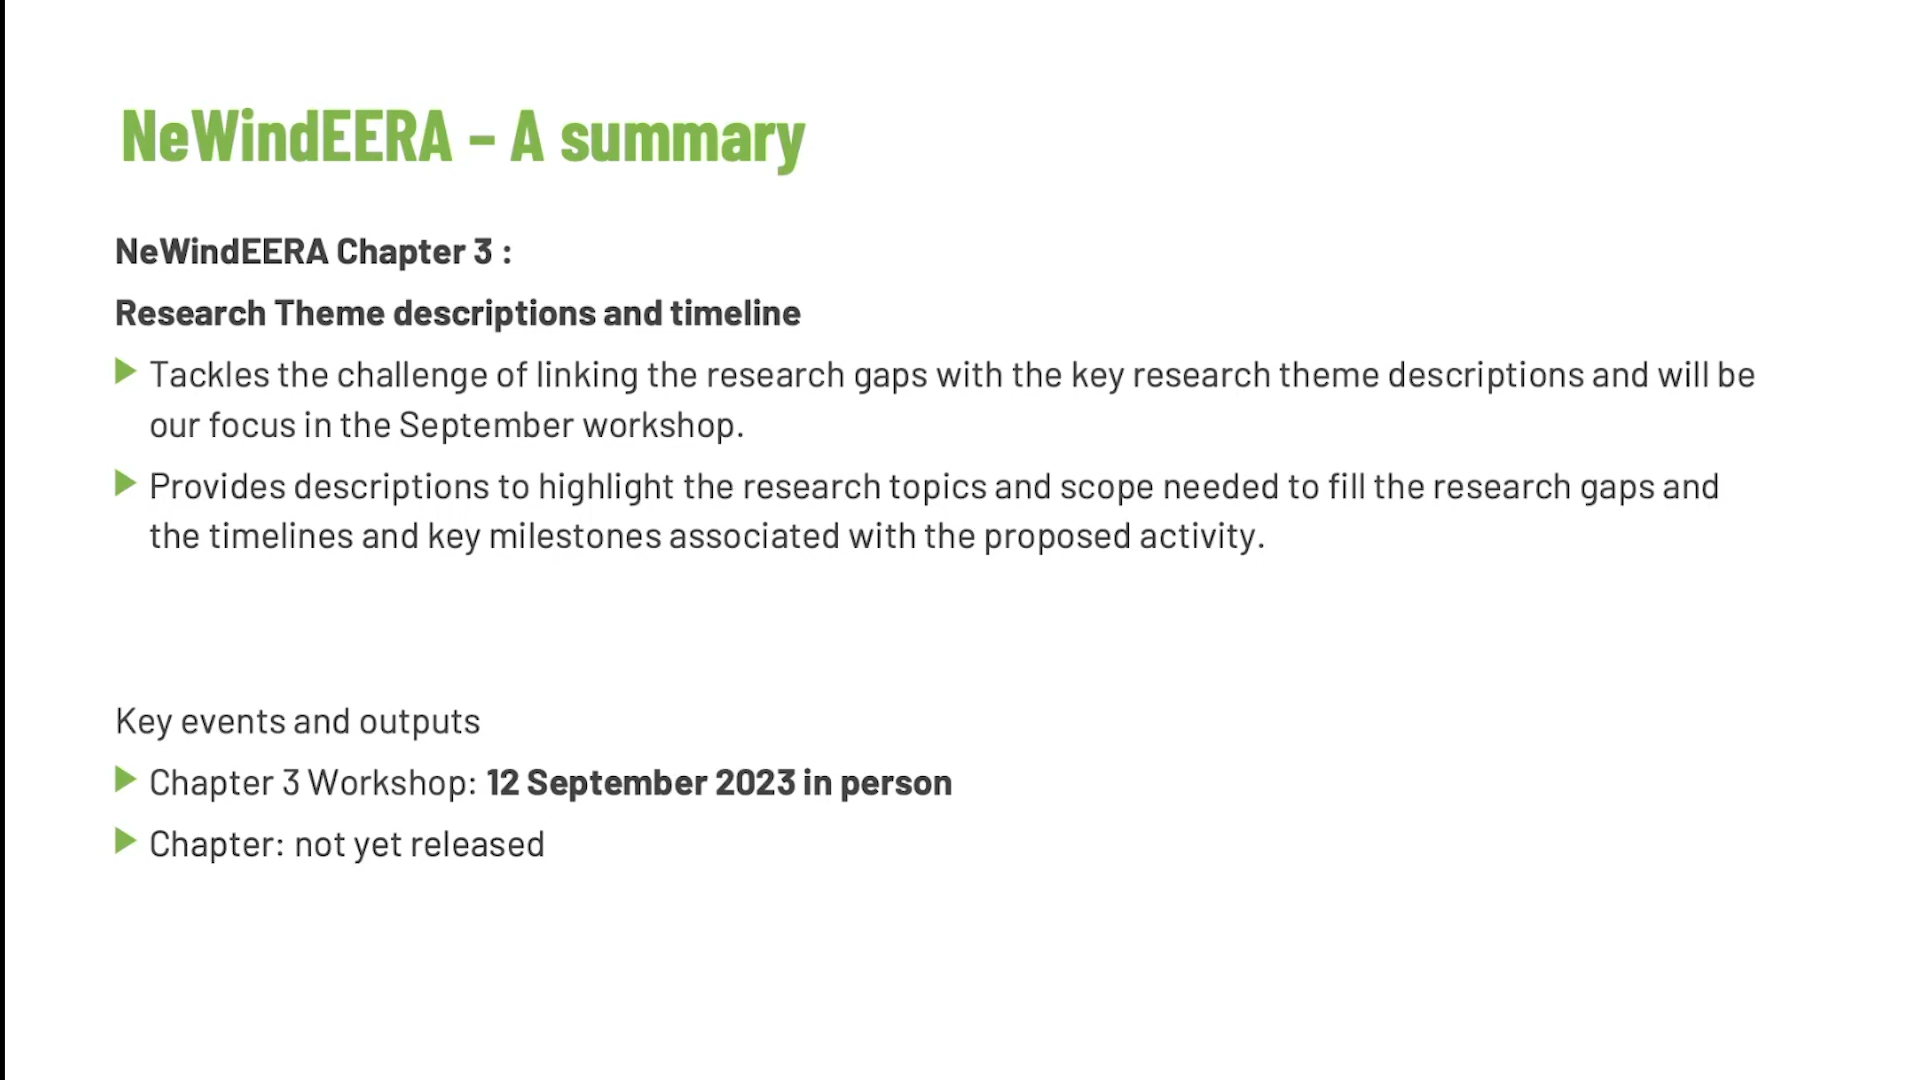 NeWindEERA – A summary
NeWindEERA Chapter 3 :
Research Theme descriptions and timeline
Tackles the challenge of linking the research gaps with the key research theme descriptions and will be
our focus in the September workshop.
Provides descriptions to highlight the research topics and scope needed to fill the research gaps and
the timelines and key milestones associated with the proposed activity.
Key events and outputs
Chapter 3 Workshop: 12 September 2023 in person
Chapter: not yet released